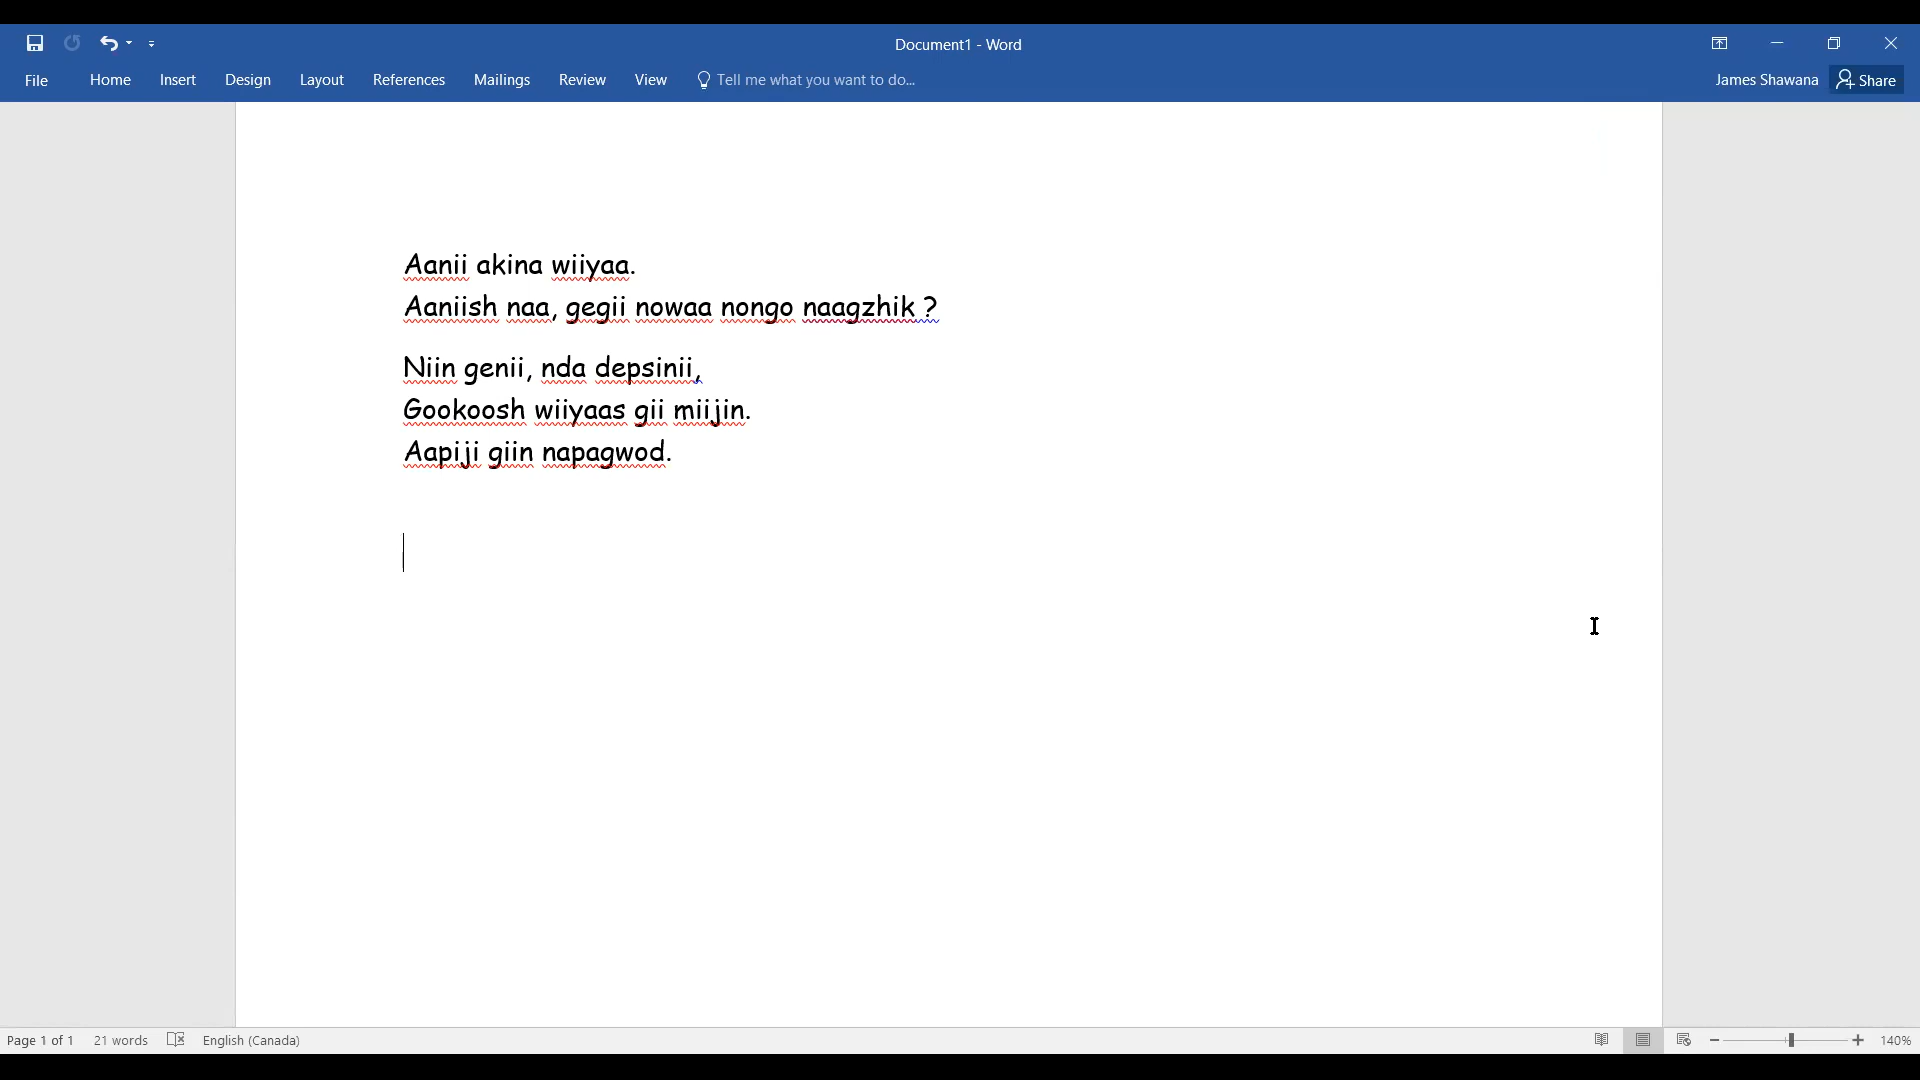 Document1 - Word
File Home Insert Design Layout References Mailings Review View Tell me what you want to do... James Shawana Share
Aanii akina wiiyaa.
Aaniish naa, gegii nowaa nongo naagzhik ?
Niin genii, nda depsinii,
Gookoosh wiiyaas gii miijin.
Aapiji giin napagwod.
Page 1 of 1 21 words English (Canada) 140%